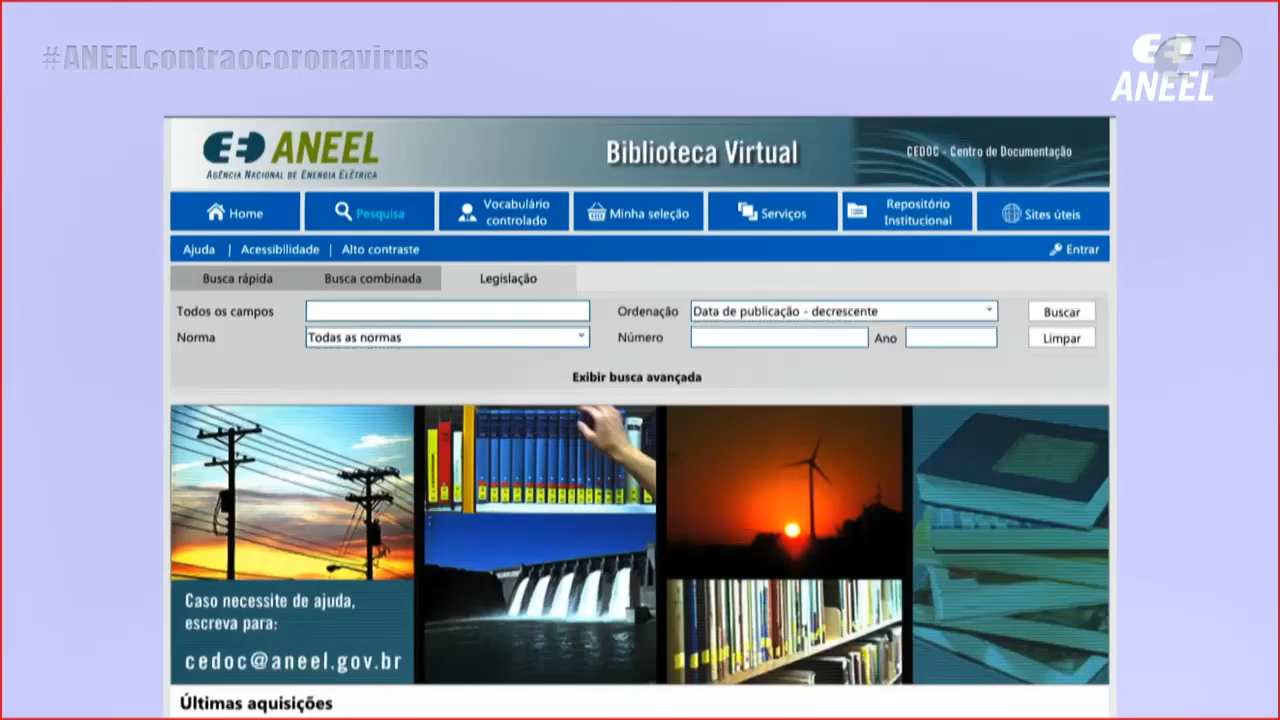 #ANEELcontraocoronavirus
ANEEL
ANEEL
AGÊNCIA NACIONAL DE ENERGIA ELÉTRICA
Biblioteca Virtual
CEDOC - Centro de Documentação
Home
Pesquisa
Vocabulário
controlado
Minha seleção
Serviços
Repositório
Institucional
Sites úteis
Ajuda | Acessibilidade | Alto contraste
Entrar
Busca rápida
Busca combinada
Legislação
Todos os campos
Ordenação
Data de publicação - decrescente
Buscar
Norma
Todas as normas
Número
Ano
Limpar
Exibir busca avançada
Caso necessite de ajuda,
escreva para:
cedoc@aneel.gov.br
Últimas aquisições